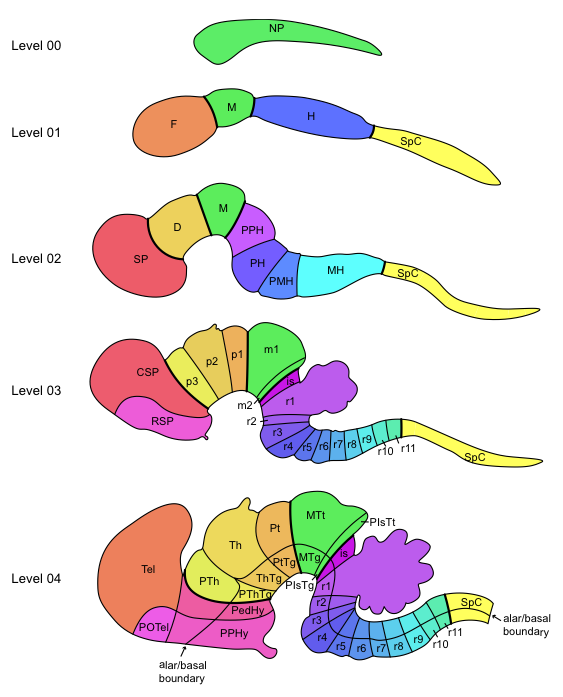 Level 00
NP
Level 01
F
M
H
SpC
Level 02
SP
D
M
PPH
PH
PMH
MH
SpC
Level 03
CSP
RSP
p3
p2
p1
m1
m2
is
r1
r2
r3
r4
r5
r6
r7
r8
r9
r10
r11
SpC
Level 04
Tel
POTel
PTh
Th
Pt
MTt
PIsTt
PtTg
MTg
ThTg
PThTg
PIsTg
PedHy
PPHy
is
r1
r2
r3
r4
r5
r6
r7
r8
r9
r10
r11
SpC
alar/basal
boundary
alar/basal
boundary